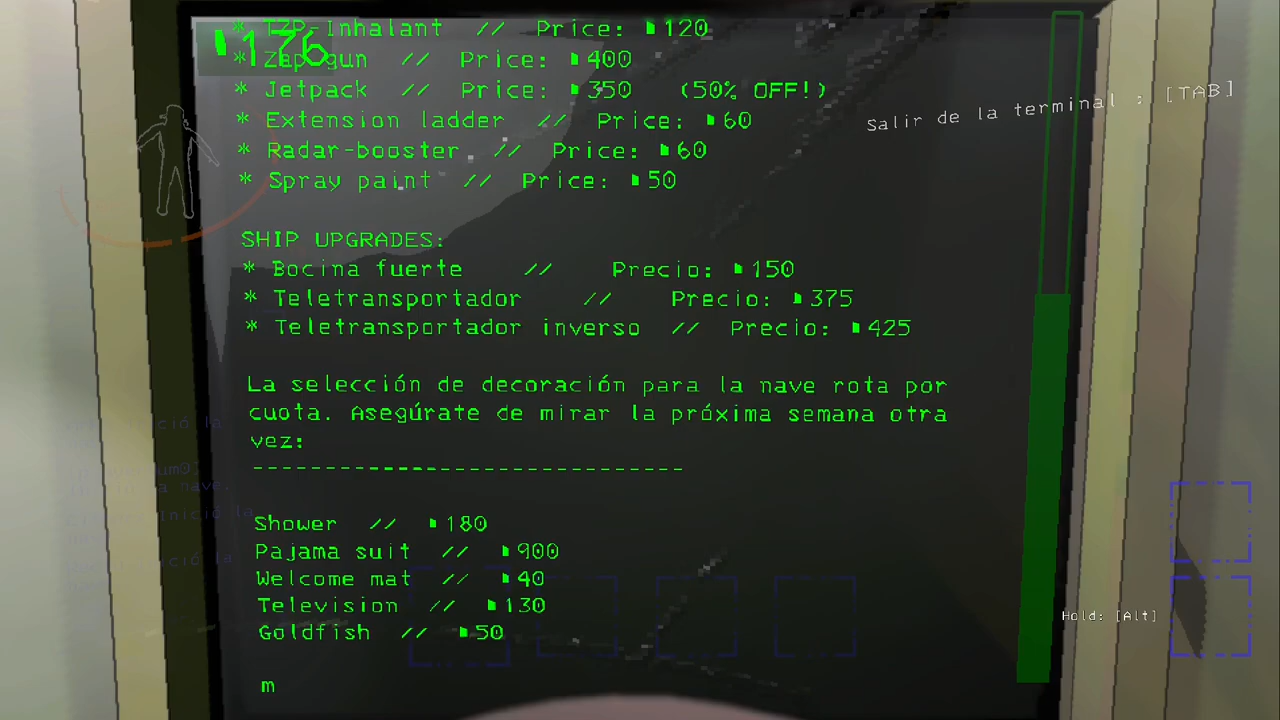 * TZP-Inhalant // Price: ▮120
▮176
* Zap gun // Price: ▮400
* Jetpack // Price: ▮350 (50% OFF!)
Salir de la terminal : [TAB]
* Extension ladder // Price: ▮60
* Radar-booster // Price: ▮60
* Spray paint // Price: ▮50
SHIP UPGRADES:
* Bocina fuerte // Precio: ▮150
* Teletransportador // Precio: ▮375
* Teletransportador inverso // Precio: ▮425
La selección de decoración para la nave rota por
cuota. Asegúrate de mirar la próxima semana otra
vez:
------------------------------------
Shower // ▮180
Pajama suit // ▮900
Welcome mat // ▮40
Television // ▮130
Goldfish // ▮50
Hold: [Alt]
m